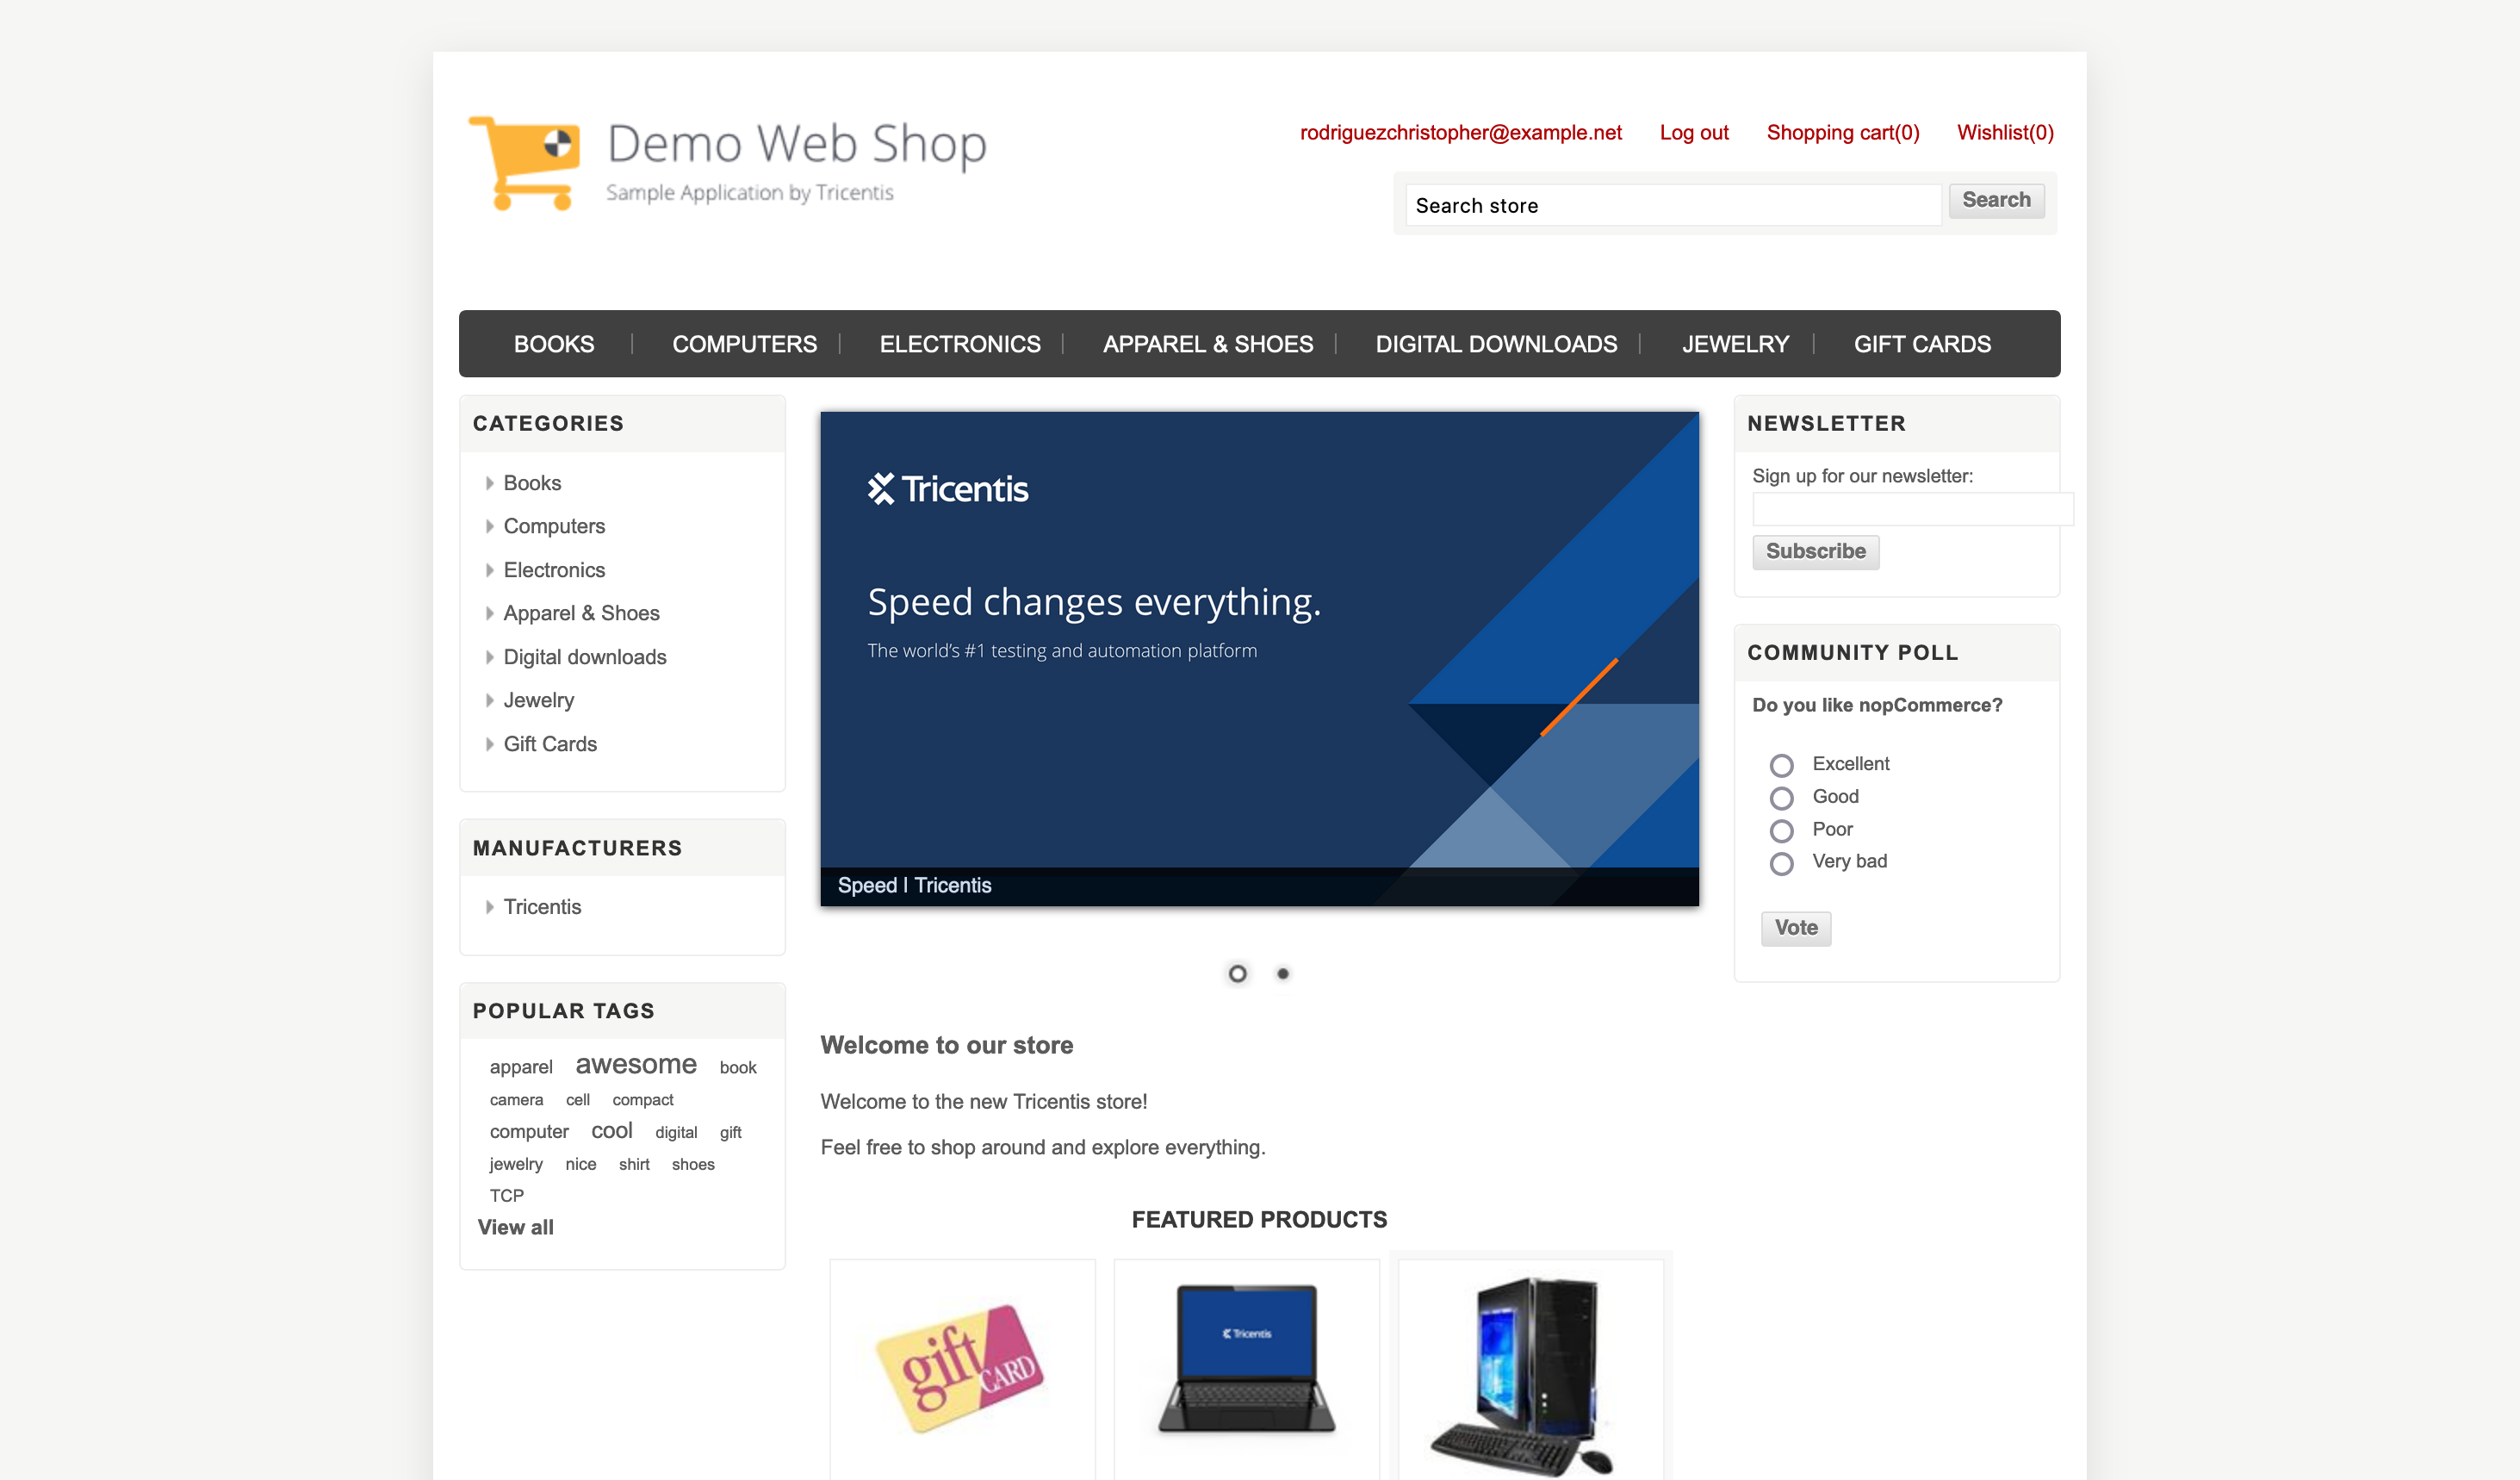 Demo Web Shop
Sample Application by Tricentis
rodriguezchristopher@example.net Log out Shopping cart(0) Wishlist(0)
Search store Search
BOOKS COMPUTERS ELECTRONICS APPAREL & SHOES DIGITAL DOWNLOADS JEWELRY GIFT CARDS
CATEGORIES
Books
Computers
Electronics
Apparel & Shoes
Digital downloads
Jewelry
Gift Cards
MANUFACTURERS
Tricentis
POPULAR TAGS
apparel awesome book
camera cell compact
computer cool digital gift
jewelry nice shirt shoes
TCP
View all
Tricentis
Speed changes everything.
The world's #1 testing and automation platform
Speed | Tricentis
Welcome to our store
Welcome to the new Tricentis store!
Feel free to shop around and explore everything.
FEATURED PRODUCTS
gift CARD
Tricentis
NEWSLETTER
Sign up for our newsletter:
Subscribe
COMMUNITY POLL
Do you like nopCommerce?
Excellent
Good
Poor
Very bad
Vote